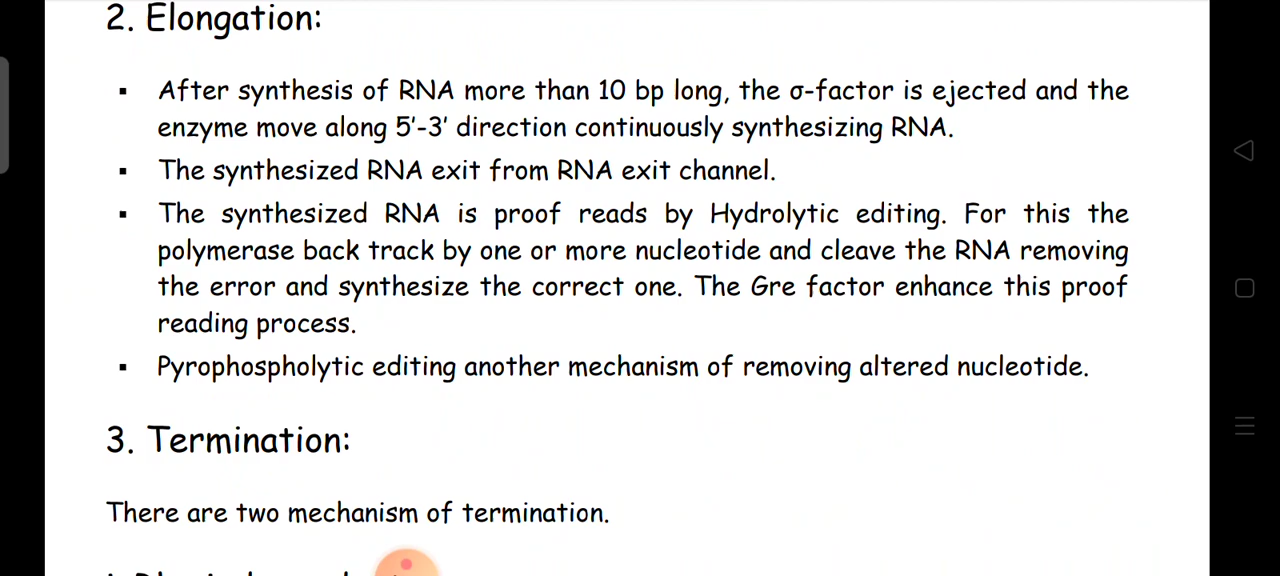 2. Elongation:
▪ After synthesis of RNA more than 10 bp long, the σ-factor is ejected and the
enzyme move along 5’-3’ direction continuously synthesizing RNA.
▪ The synthesized RNA exit from RNA exit channel.
▪ The synthesized RNA is proof reads by Hydrolytic editing. For this the
polymerase back track by one or more nucleotide and cleave the RNA removing
the error and synthesize the correct one. The Gre factor enhance this proof
reading process.
▪ Pyrophospholytic editing another mechanism of removing altered nucleotide.
3. Termination:
There are two mechanism of termination.